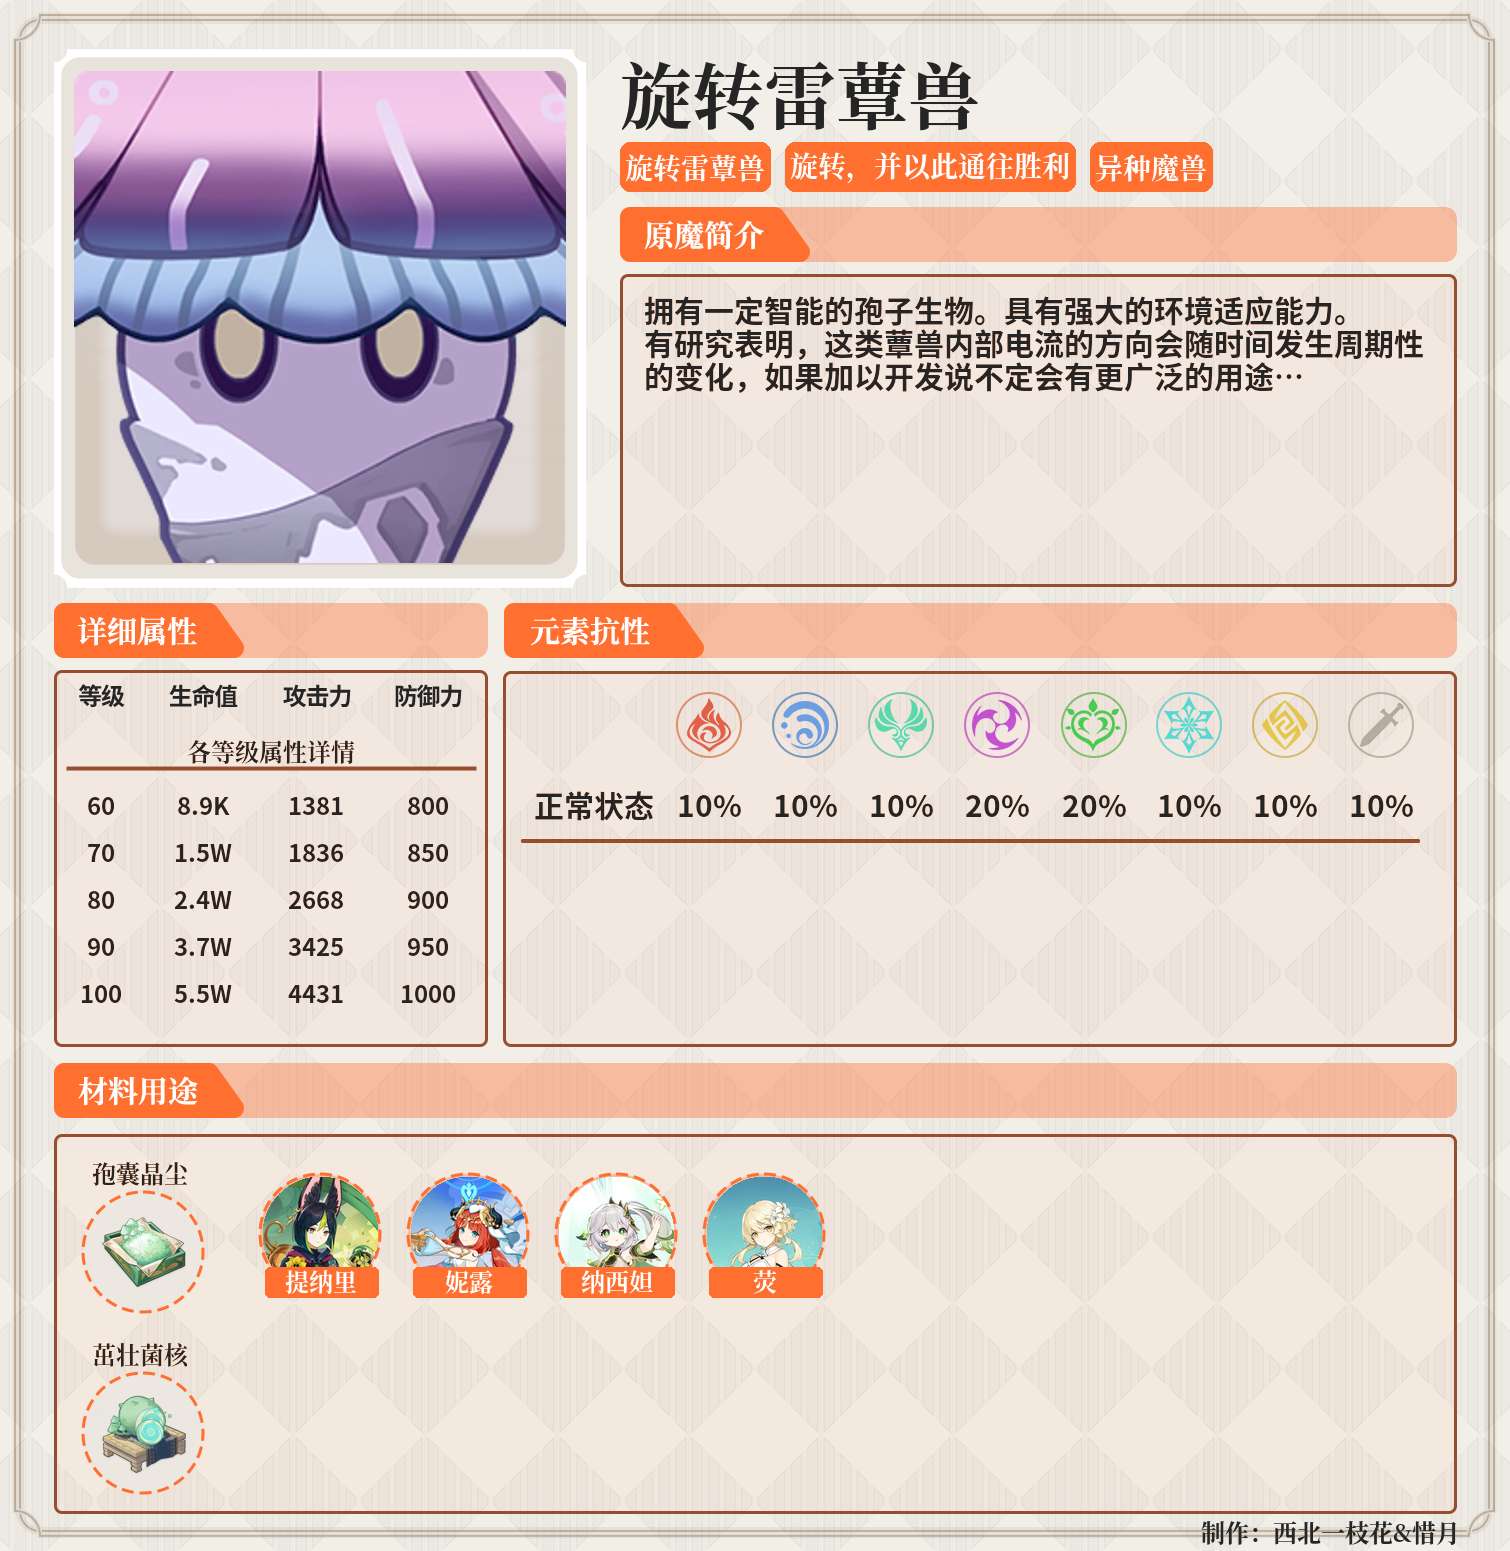 旋转雷蕈兽
旋转雷蕈兽 旋转，并以此通往胜利 异种魔兽
原魔简介
拥有一定智能的孢子生物。具有强大的环境适应能力。
有研究表明，这类蕈兽内部电流的方向会随时间发生周期性
的变化，如果加以开发说不定会有更广泛的用途…
详细属性
等级 生命值 攻击力 防御力
各等级属性详情
60 8.9K 1381 800
70 1.5W 1836 850
80 2.4W 2668 900
90 3.7W 3425 950
100 5.5W 4431 1000
元素抗性
正常状态 10% 10% 10% 20% 20% 10% 10% 10%
材料用途
孢囊晶尘
提纳里 妮露 纳西妲 荧
茁壮菌核
制作：西北一枝花&惜月